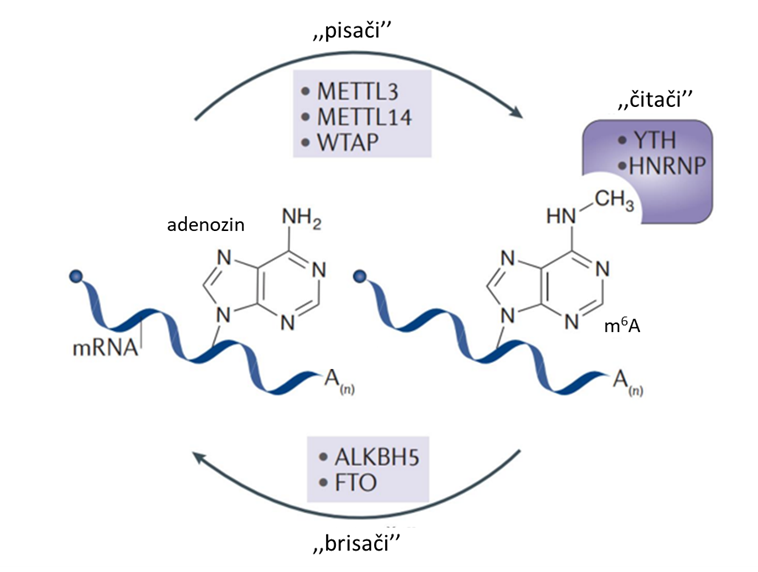 ,,pisači’’
• METTL3
• METTL14
• WTAP
,,čitači’’
• YTH
•HNRNP
adenozin
NH₂
N
N
N
N
mRNA
A(n)
HN
CH₃
N
N
N
N
m⁶A
A(n)
• ALKBH5
• FTO
,,brisači’’